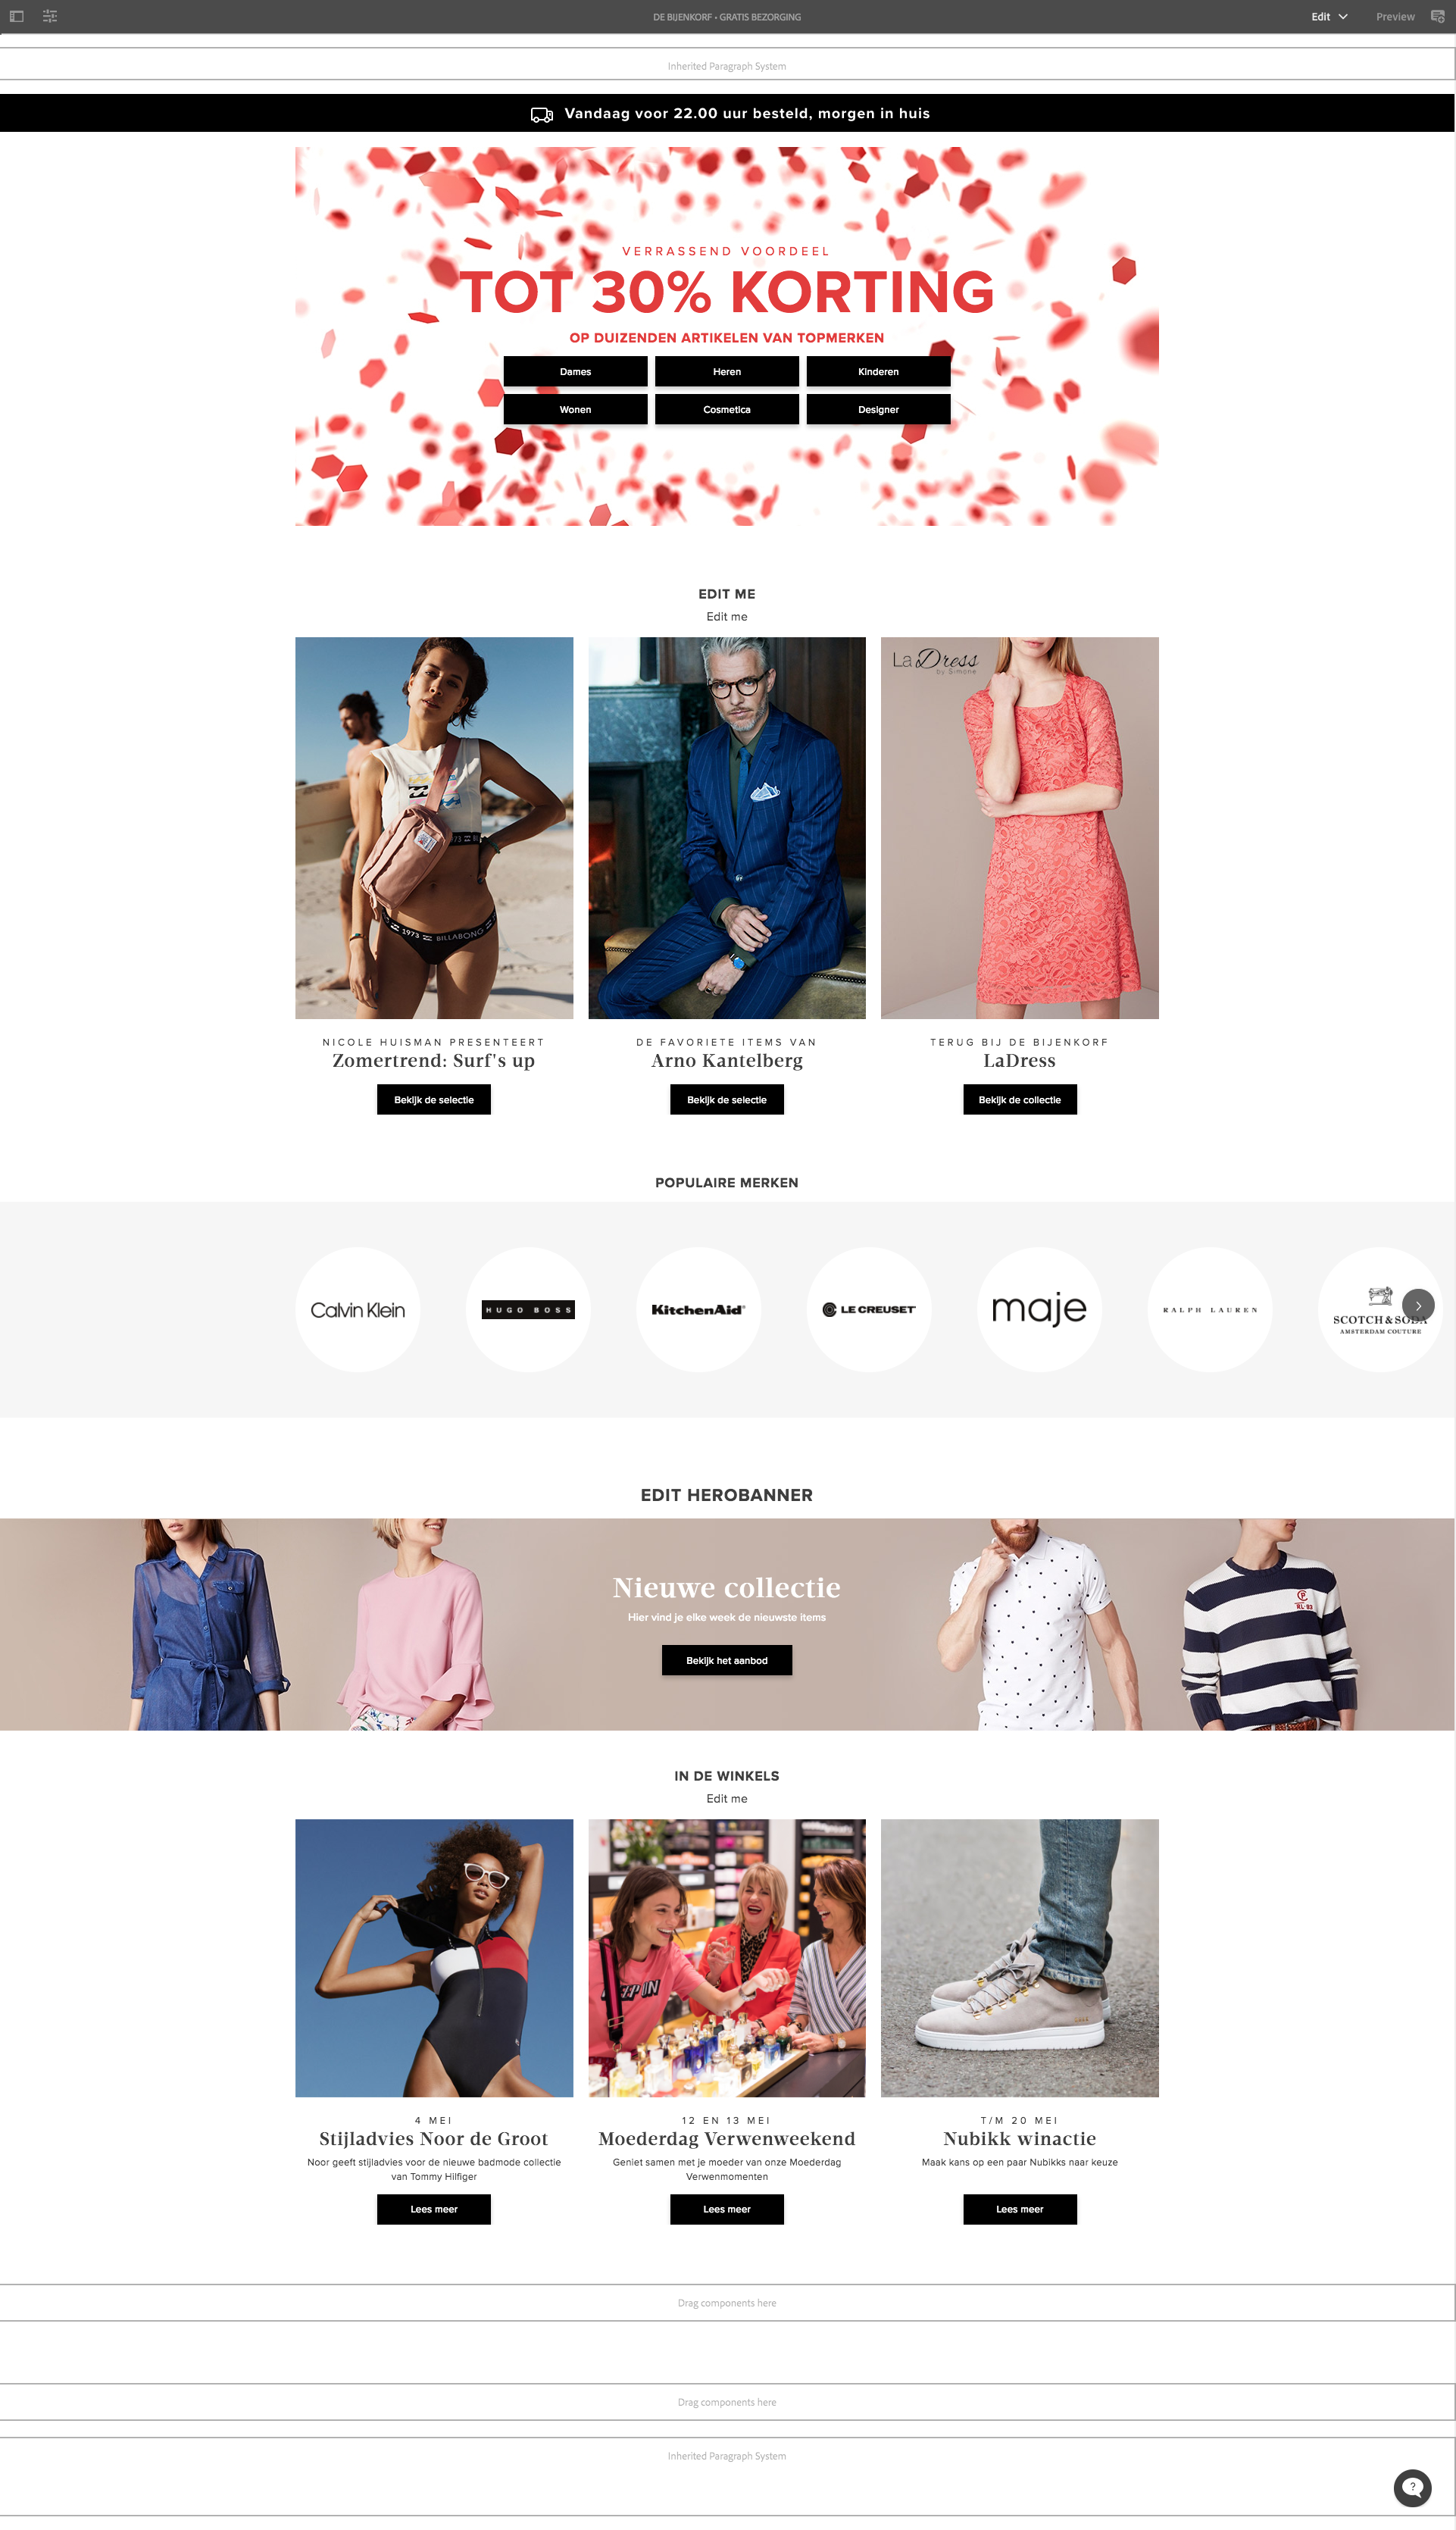 DE BIJENKORF • GRATIS BEZORGING
Edit
Preview
Inherited Paragraph System
Vandaag voor 22.00 uur besteld, morgen in huis
VERRASSEND VOORDEEL
TOT 30% KORTING
OP DUIZENDEN ARTIKELEN VAN TOPMERKEN
Dames
Heren
Kinderen
Wonen
Cosmetica
Designer
EDIT ME
Edit me
1973 BILLABONG
LaDress
by Simone
NICOLE HUISMAN PRESENTEERT
Zomertrend: Surf's up
Bekijk de selectie
DE FAVORIETE ITEMS VAN
Arno Kantelberg
Bekijk de selectie
TERUG BIJ DE BIJENKORF
LaDress
Bekijk de collectie
POPULAIRE MERKEN
Calvin Klein
HUGO BOSS
KitchenAid
LE CREUSET
maje
RALPH LAUREN
SCOTCH & SODA
AMSTERDAM COUTURE
EDIT HEROBANNER
Nieuwe collectie
Hier vind je elke week de nieuwste items
Bekijk het aanbod
RL-93
IN DE WINKELS
Edit me
4 MEI
Stijladvies Noor de Groot
Noor geeft stijladvies voor de nieuwe badmode collectie
van Tommy Hilfiger
Lees meer
12 EN 13 MEI
Moederdag Verwenweekend
Geniet samen met je moeder van onze Moederdag
Verwenmomenten
Lees meer
T/M 20 MEI
Nubikk winactie
Maak kans op een paar Nubikks naar keuze
Lees meer
Drag components here
Drag components here
Inherited Paragraph System
?